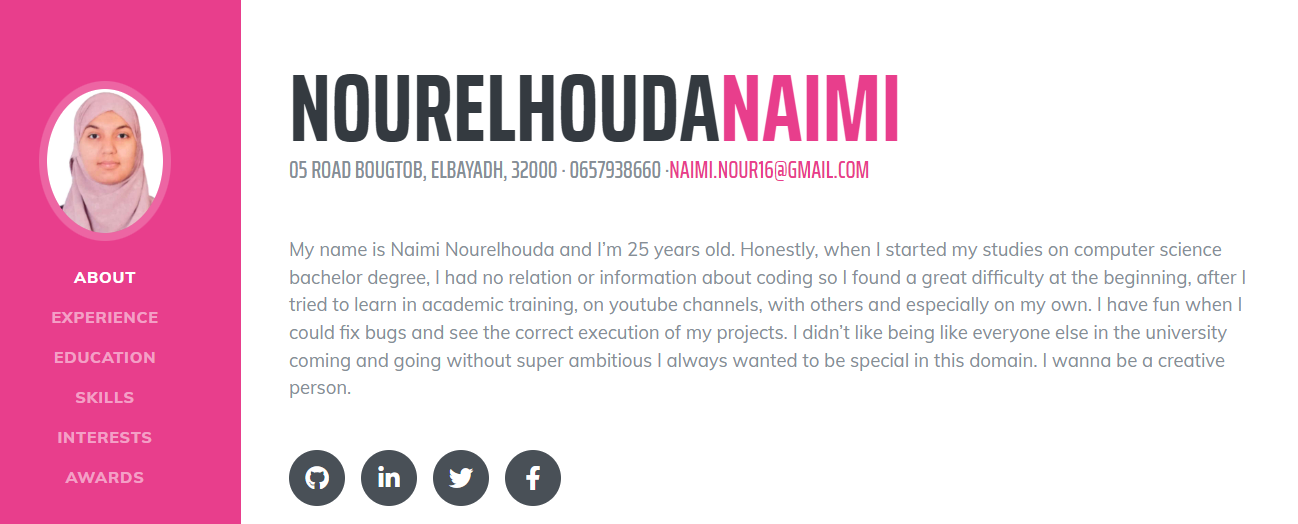 ABOUT
EXPERIENCE
EDUCATION
SKILLS
INTERESTS
AWARDS
NOURELHOUDANAIMI
05 ROAD BOUGTOB, ELBAYADH, 32000 · 0657938660 ·NAIMI.NOUR16@GMAIL.COM
My name is Naimi Nourelhouda and I'm 25 years old. Honestly, when I started my studies on computer science
bachelor degree, I had no relation or information about coding so I found a great difficulty at the beginning, after I
tried to learn in academic training, on youtube channels, with others and especially on my own. I have fun when I
could fix bugs and see the correct execution of my projects. I didn't like being like everyone else in the university
coming and going without super ambitious I always wanted to be special in this domain. I wanna be a creative
person.
in
f